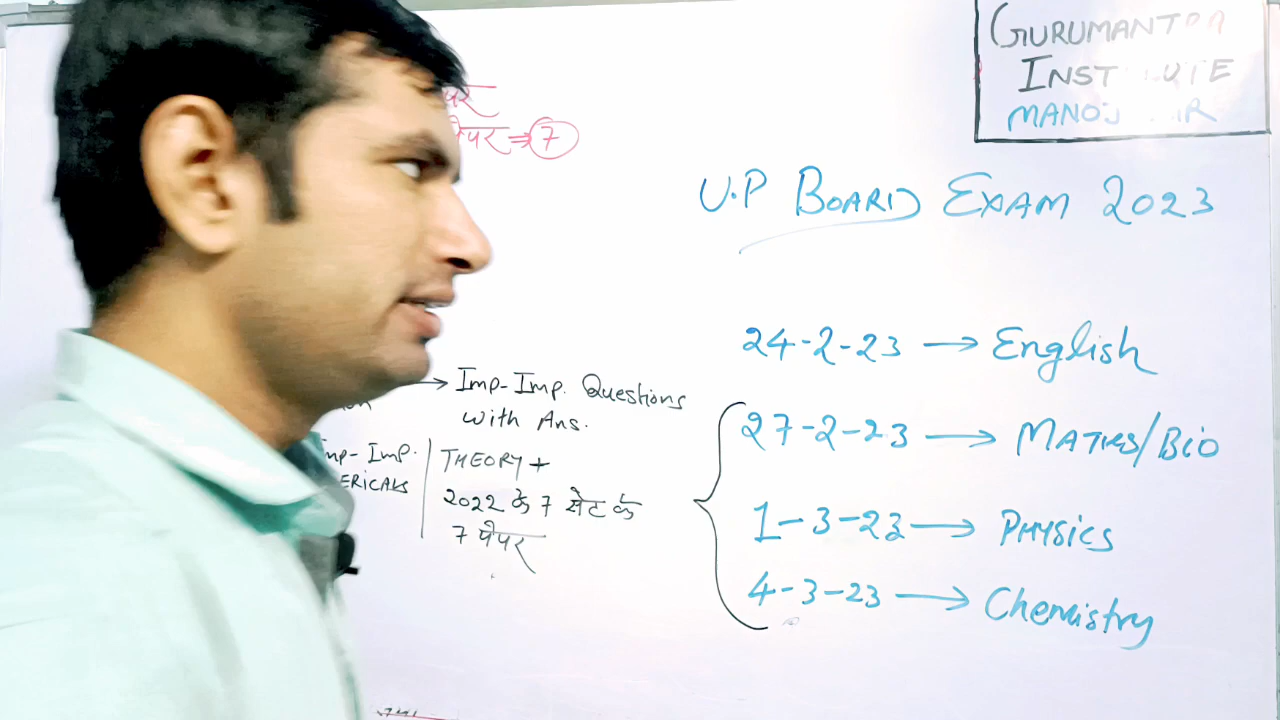 GURUMANTRA
INSTITUTE
MANOJ SIR
पेपर ⇒ 7
U.P BOARD EXAM 2023
24-2-23 → English
→ Imp-Imp. Questions
with Ans.
27-2-23 → MATHS/BIO
Imp-Imp.
THEORY +
2022 के 7 सेट के
7 पेपर
1-3-23 → PHYSICS
4-3-23 → Chemistry